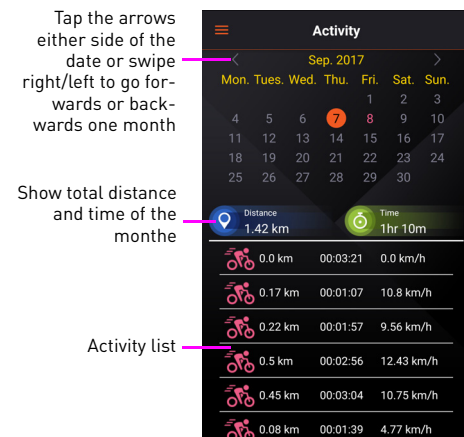 Tap the arrows
either side of the
date or swipe
right/left to go for-
wards or back-
wards one month
Show total distance
and time of the
monthe
Activity list
Activity
Sep. 2017
Mon. Tues. Wed. Thu. Fri. Sat. Sun.
1 2 3
4 5 6 7 8 9 10
11 12 13 14 15 16 17
18 19 20 21 22 23 24
25 26 27 28 29 30
Distance
1.42 km
Time
1hr 10m
0.0 km 00:03:21 0.0 km/h
0.17 km 00:01:07 10.8 km/h
0.22 km 00:01:57 9.56 km/h
0.5 km 00:02:56 12.43 km/h
0.45 km 00:03:04 10.75 km/h
0.08 km 00:01:39 4.77 km/h